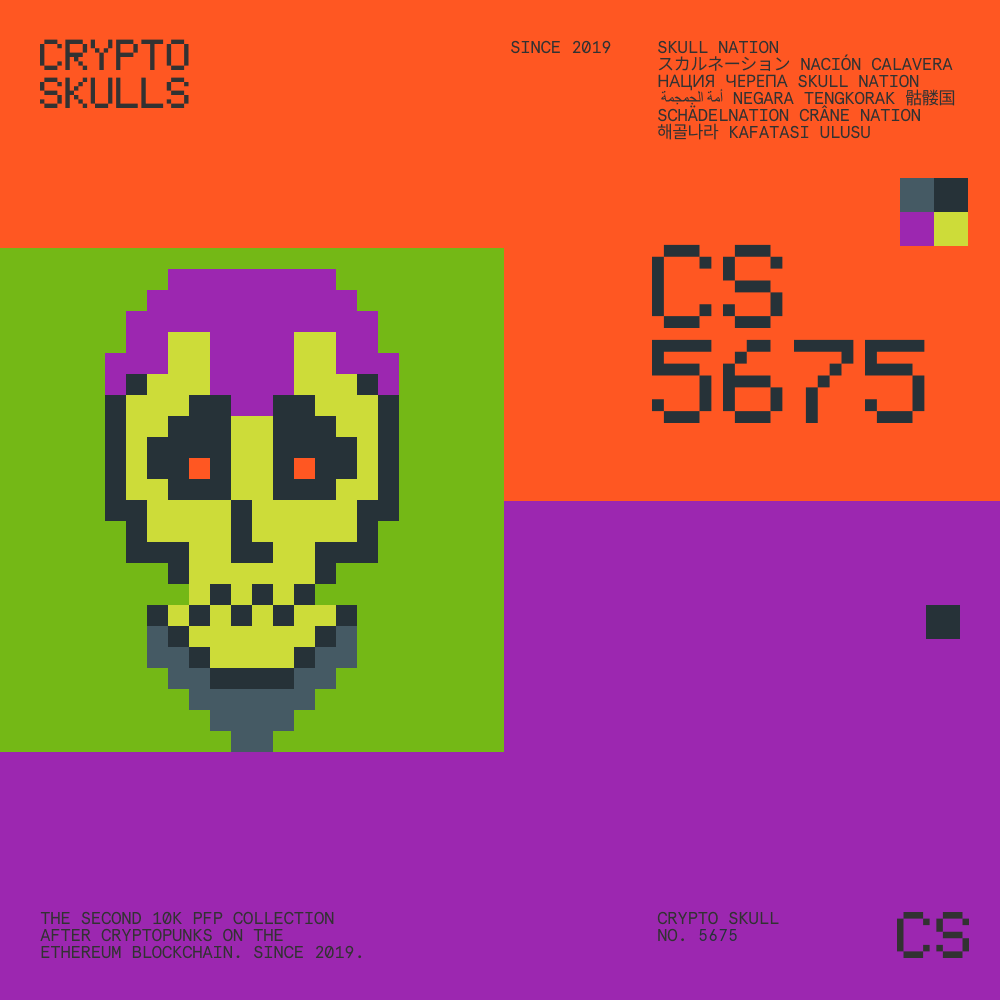 CRYPTO
SKULLS
SINCE 2019
SKULL NATION
スカルネーション NACIÓN CALAVERA
НАЦИЯ ЧЕРЕПА SKULL NATION
أمة الجمجمة NEGARA TENGKORAK 骷髅国
SCHÄDELNATION CRÂNE NATION
해골나라 KAFATASI ULUSU
CS
5675
THE SECOND 10K PFP COLLECTION
AFTER CRYPTOPUNKS ON THE
ETHEREUM BLOCKCHAIN. SINCE 2019.
CRYPTO SKULL
NO. 5675
CS